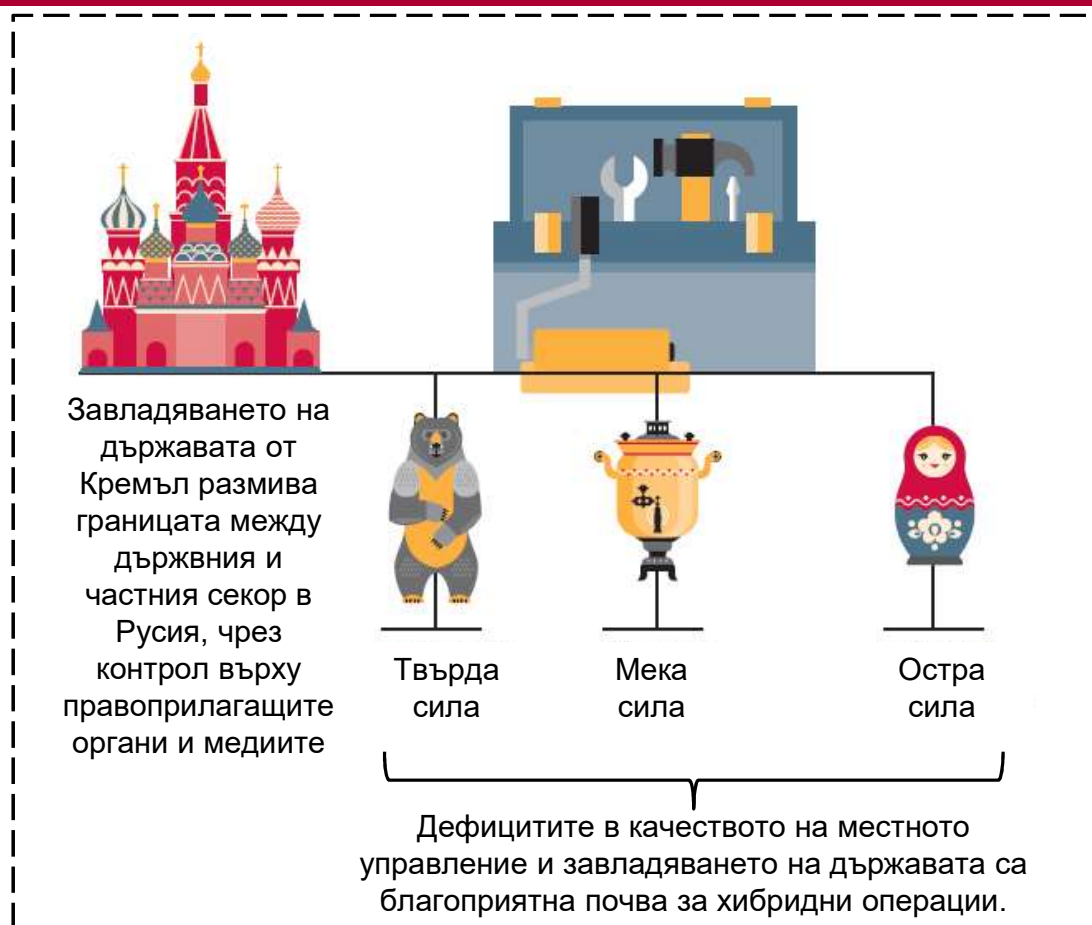 Завладяването на
държавата от
Кремъл размива
границата между
държвния и
частния секор в
Русия, чрез
контрол върху
правоприлагащите
органи и медиите
Твърда
сила
Мека
сила
Остра
сила
Дефицитите в качеството на местното
управление и завладяването на държавата са
благоприятна почва за хибридни операции.